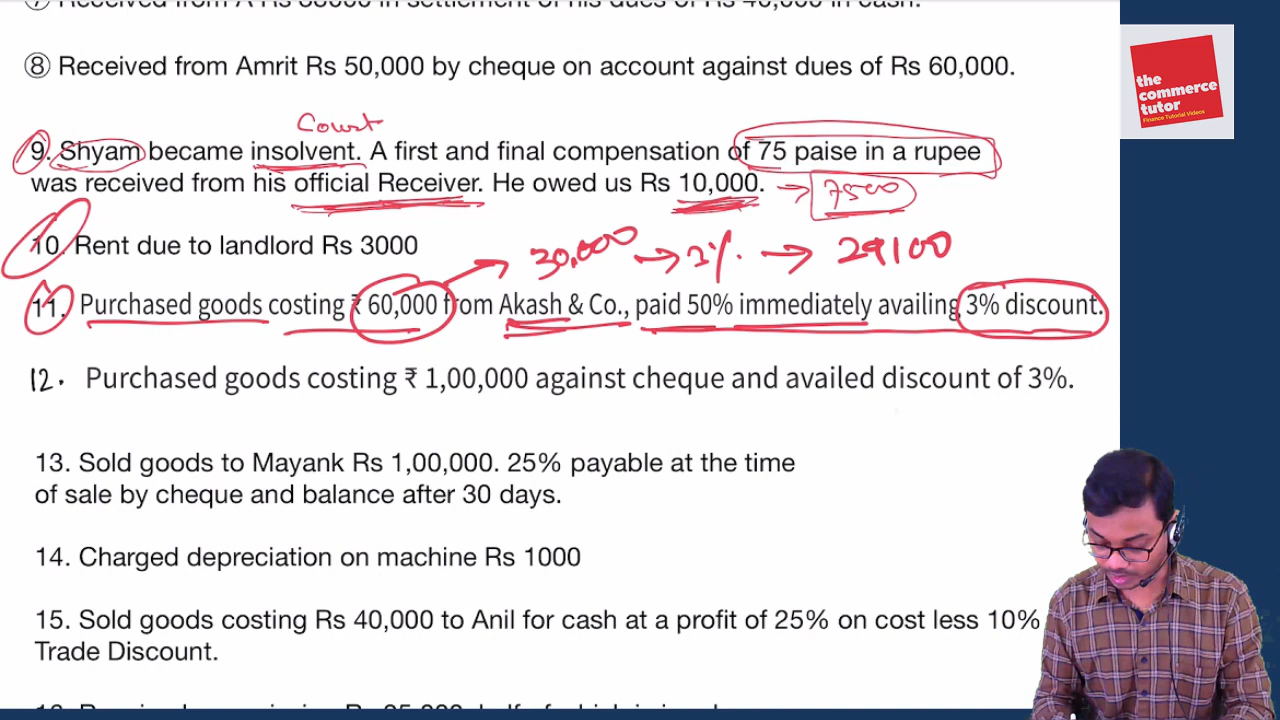 ⑧ Received from Amrit Rs 50,000 by cheque on account against dues of Rs 60,000.
Court
9. Shyam became insolvent. A first and final compensation of 75 paise in a rupee
was received from his official Receiver. He owed us Rs 10,000. → 7500
10. Rent due to landlord Rs 3000
30,000 → 3% → 29100
11. Purchased goods costing ₹ 60,000 from Akash & Co., paid 50% immediately availing 3% discount.
12. Purchased goods costing ₹ 1,00,000 against cheque and availed discount of 3%.
13. Sold goods to Mayank Rs 1,00,000. 25% payable at the time
of sale by cheque and balance after 30 days.
14. Charged depreciation on machine Rs 1000
15. Sold goods costing Rs 40,000 to Anil for cash at a profit of 25% on cost less 10%
Trade Discount.
the
commerce
tutor
Finance Tutorial Videos